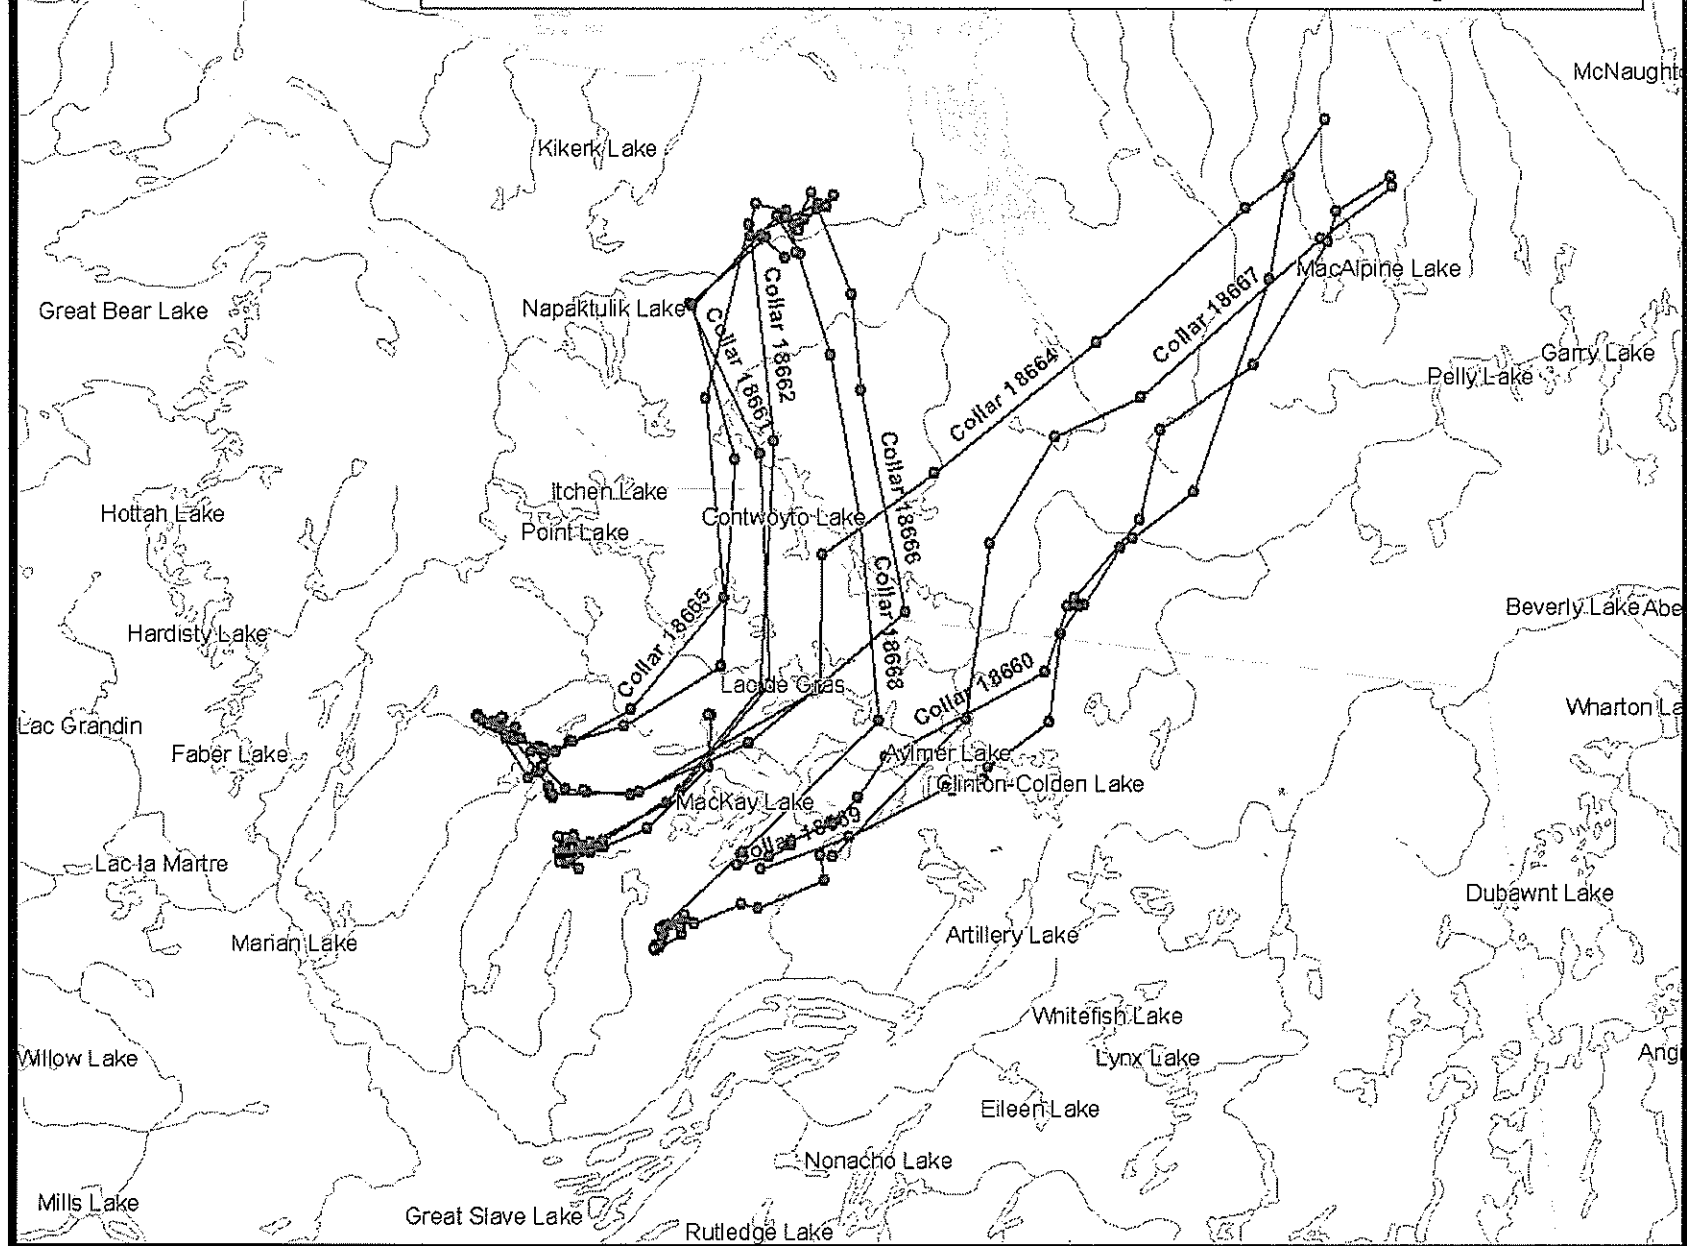 McNaught
Kikerk Lake
MacAlpine Lake
Great Bear Lake
Napaktulik Lake
Collar 18662
Collar 18661
Collar 18667
Collar 18664
Garry Lake
Pelly Lake
Itchen Lake
Hottah Lake
Contwoyto Lake
Point Lake
Collar 18666
Collar 18668
Collar 18665
Beverly Lake Abe
Hardisty Lake
Lac de Gras
Collar 18660
Lac Grandin
Wharton La
Faber Lake
Aylmer Lake
Clinton-Colden Lake
MacKay Lake
Lac la Martre
Dubawnt Lake
Marian Lake
Artillery Lake
Whitefish Lake
Willow Lake
Lynx Lake
Angi
Eileen Lake
Nonacho Lake
Mills Lake
Great Slave Lake
Rutledge Lake